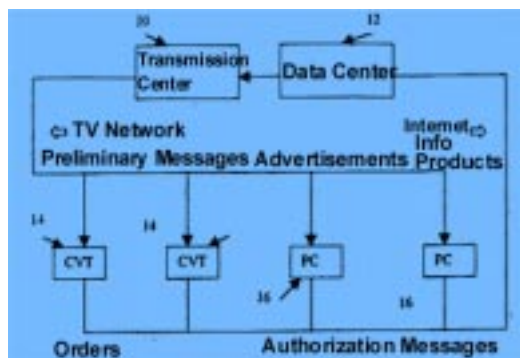 10
12
Transmission
Center
Data Center
⇦ TV Network
Internet ⇨
Info
Preliminary Messages Advertisements
Products
14
14
CVT
CVT
PC
PC
16
16
Orders
Authorization Messages